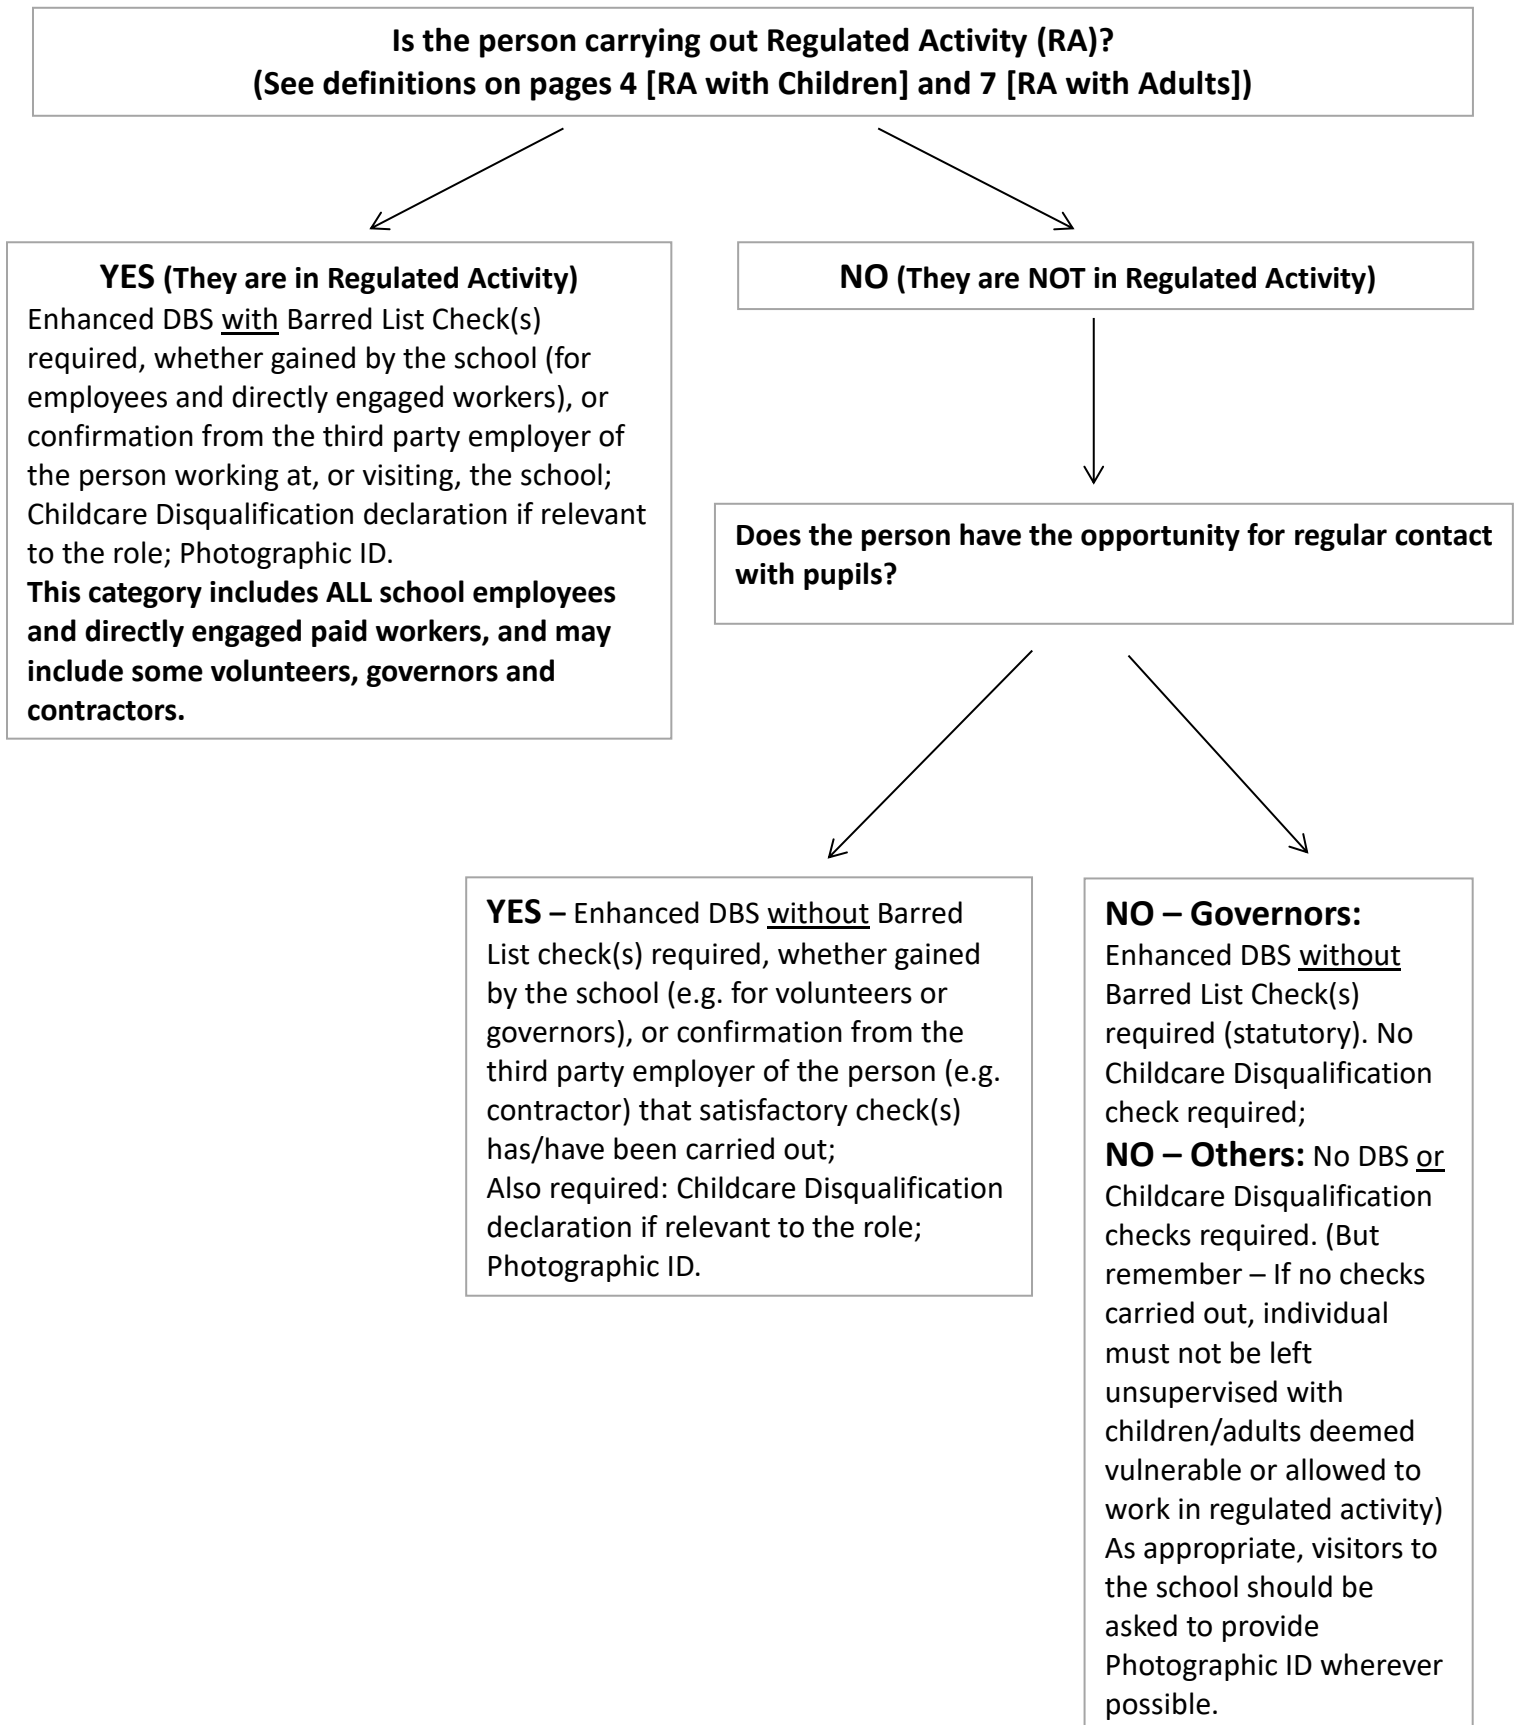 Is the person carrying out Regulated Activity (RA)?
(See definitions on pages 4 [RA with Children] and 7 [RA with Adults])
YES (They are in Regulated Activity)
Enhanced DBS with Barred List Check(s)
required, whether gained by the school (for
employees and directly engaged workers), or
confirmation from the third party employer of
the person working at, or visiting, the school;
Childcare Disqualification declaration if relevant
to the role; Photographic ID.
This category includes ALL school employees
and directly engaged paid workers, and may
include some volunteers, governors and
contractors.
NO (They are NOT in Regulated Activity)
Does the person have the opportunity for regular contact
with pupils?
YES – Enhanced DBS without Barred
List check(s) required, whether gained
by the school (e.g. for volunteers or
governors), or confirmation from the
third party employer of the person (e.g.
contractor) that satisfactory check(s)
has/have been carried out;
Also required: Childcare Disqualification
declaration if relevant to the role;
Photographic ID.
NO – Governors:
Enhanced DBS without
Barred List Check(s)
required (statutory). No
Childcare Disqualification
check required;
NO – Others: No DBS or
Childcare Disqualification
checks required. (But
remember – If no checks
carried out, individual
must not be left
unsupervised with
children/adults deemed
vulnerable or allowed to
work in regulated activity)
As appropriate, visitors to
the school should be
asked to provide
Photographic ID wherever
possible.